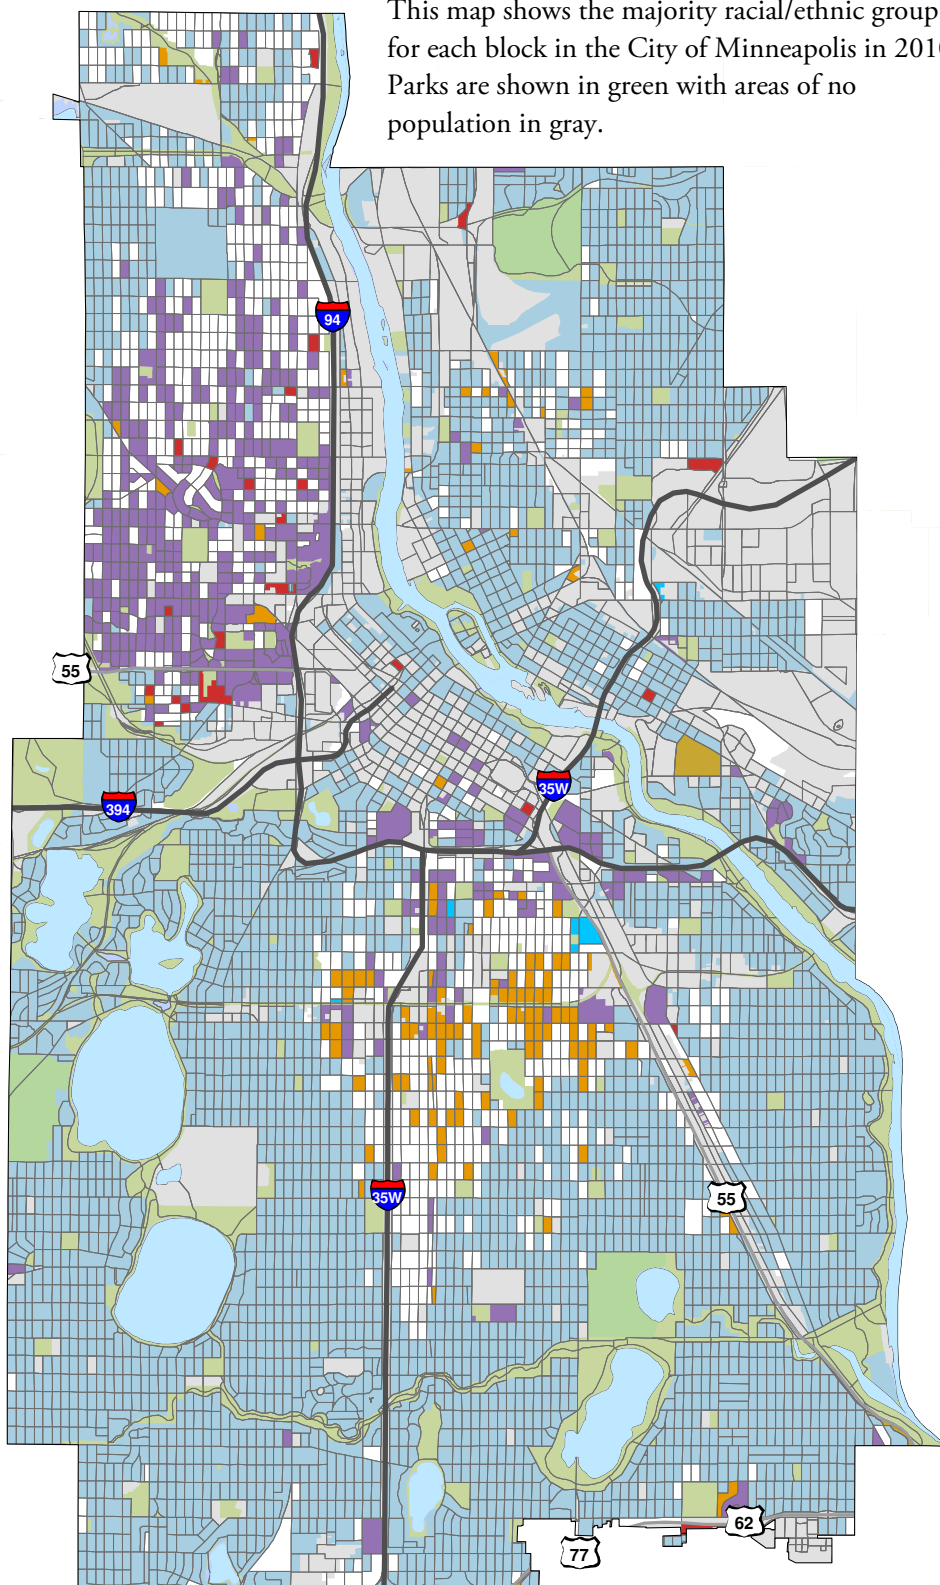 This map shows the majority racial/ethnic group
for each block in the City of Minneapolis in 201
Parks are shown in green with areas of no
population in gray.
94
55
35W
394
35W
55
62
77